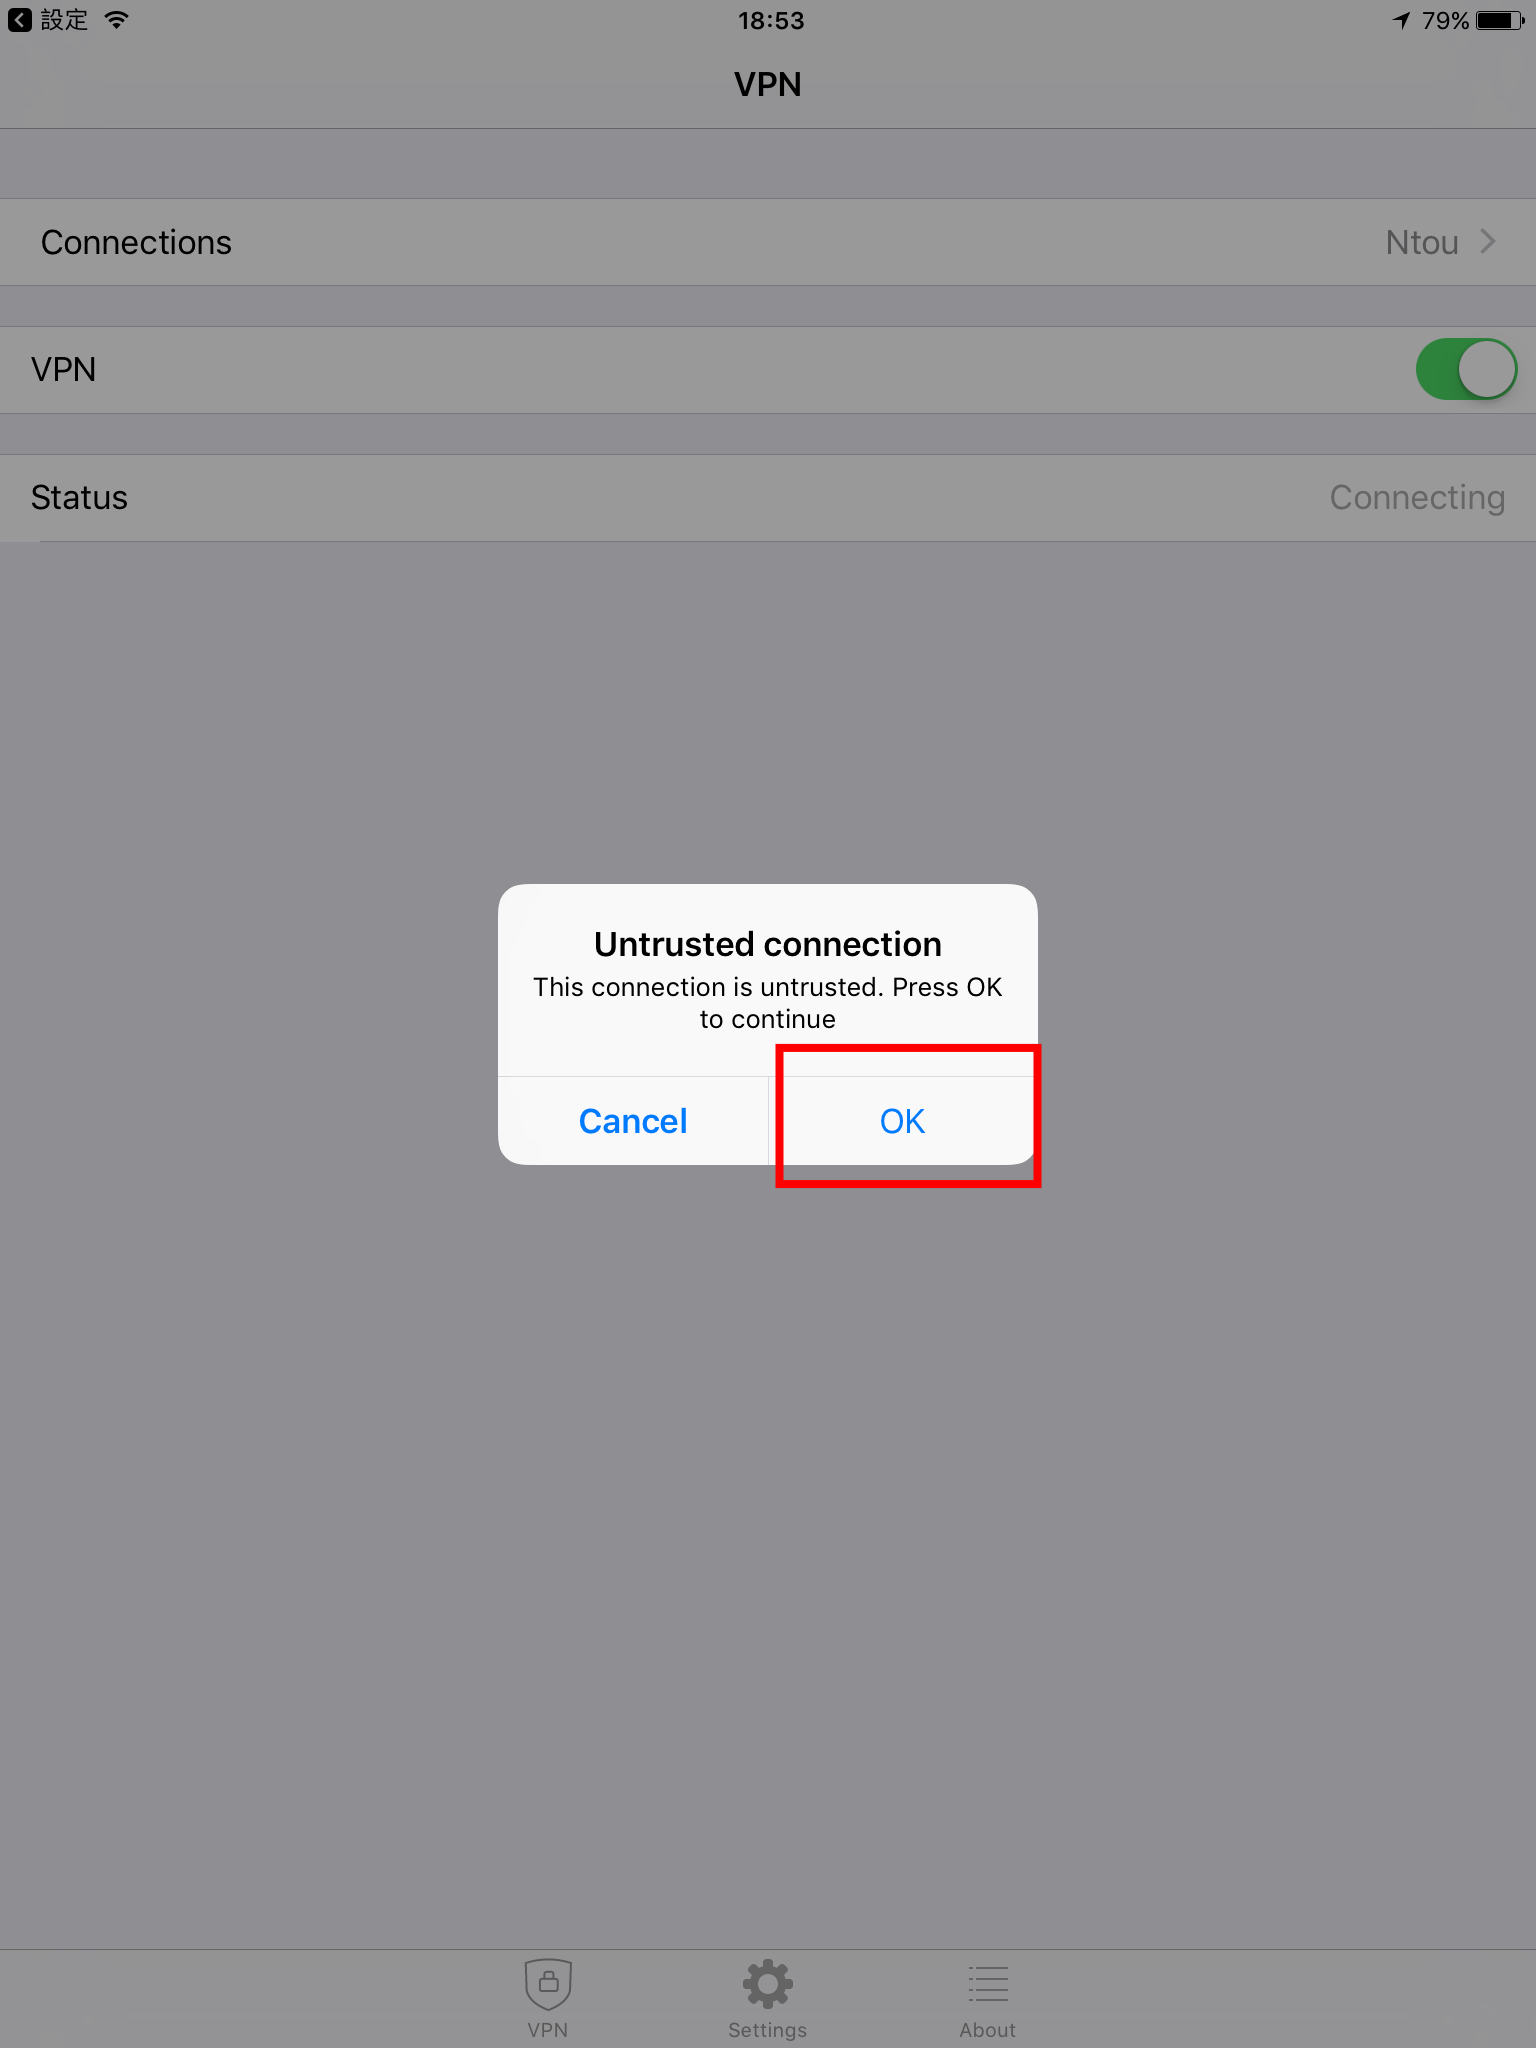 設定
18:53
79%
VPN
Connections
Ntou
VPN
Status
Connecting
Untrusted connection
This connection is untrusted. Press OK
to continue
Cancel
OK
VPN
Settings
About